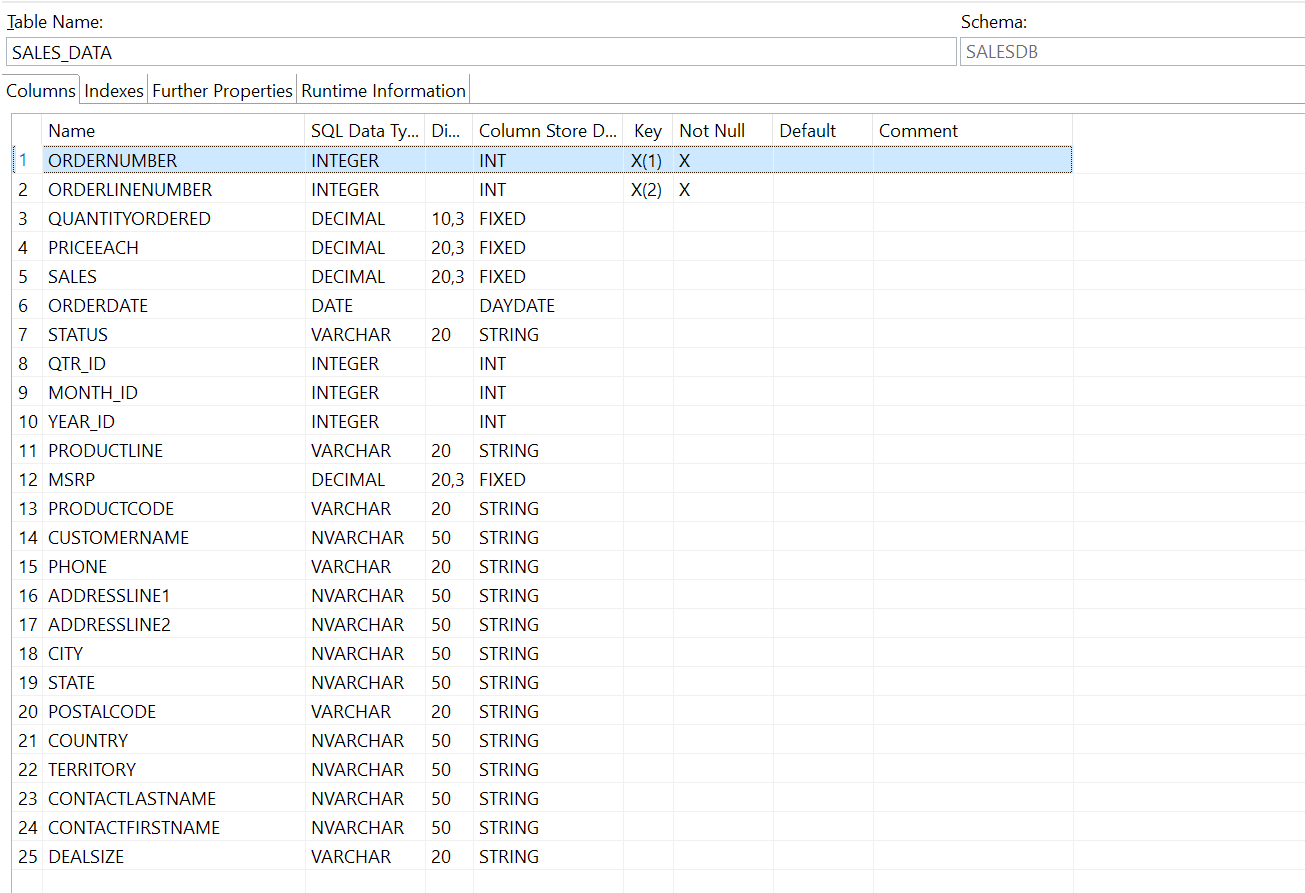 Table Name: Schema:
SALES_DATA SALESDB
Columns Indexes Further Properties Runtime Information
Name SQL Data Ty... Di... Column Store D... Key Not Null Default Comment
1 ORDERNUMBER INTEGER INT X(1) X
2 ORDERLINENUMBER INTEGER INT X(2) X
3 QUANTITYORDERED DECIMAL 10,3 FIXED
4 PRICEEACH DECIMAL 20,3 FIXED
5 SALES DECIMAL 20,3 FIXED
6 ORDERDATE DATE DAYDATE
7 STATUS VARCHAR 20 STRING
8 QTR_ID INTEGER INT
9 MONTH_ID INTEGER INT
10 YEAR_ID INTEGER INT
11 PRODUCTLINE VARCHAR 20 STRING
12 MSRP DECIMAL 20,3 FIXED
13 PRODUCTCODE VARCHAR 20 STRING
14 CUSTOMERNAME NVARCHAR 50 STRING
15 PHONE VARCHAR 20 STRING
16 ADDRESSLINE1 NVARCHAR 50 STRING
17 ADDRESSLINE2 NVARCHAR 50 STRING
18 CITY NVARCHAR 50 STRING
19 STATE NVARCHAR 50 STRING
20 POSTALCODE VARCHAR 20 STRING
21 COUNTRY NVARCHAR 50 STRING
22 TERRITORY NVARCHAR 50 STRING
23 CONTACTLASTNAME NVARCHAR 50 STRING
24 CONTACTFIRSTNAME NVARCHAR 50 STRING
25 DEALSIZE VARCHAR 20 STRING